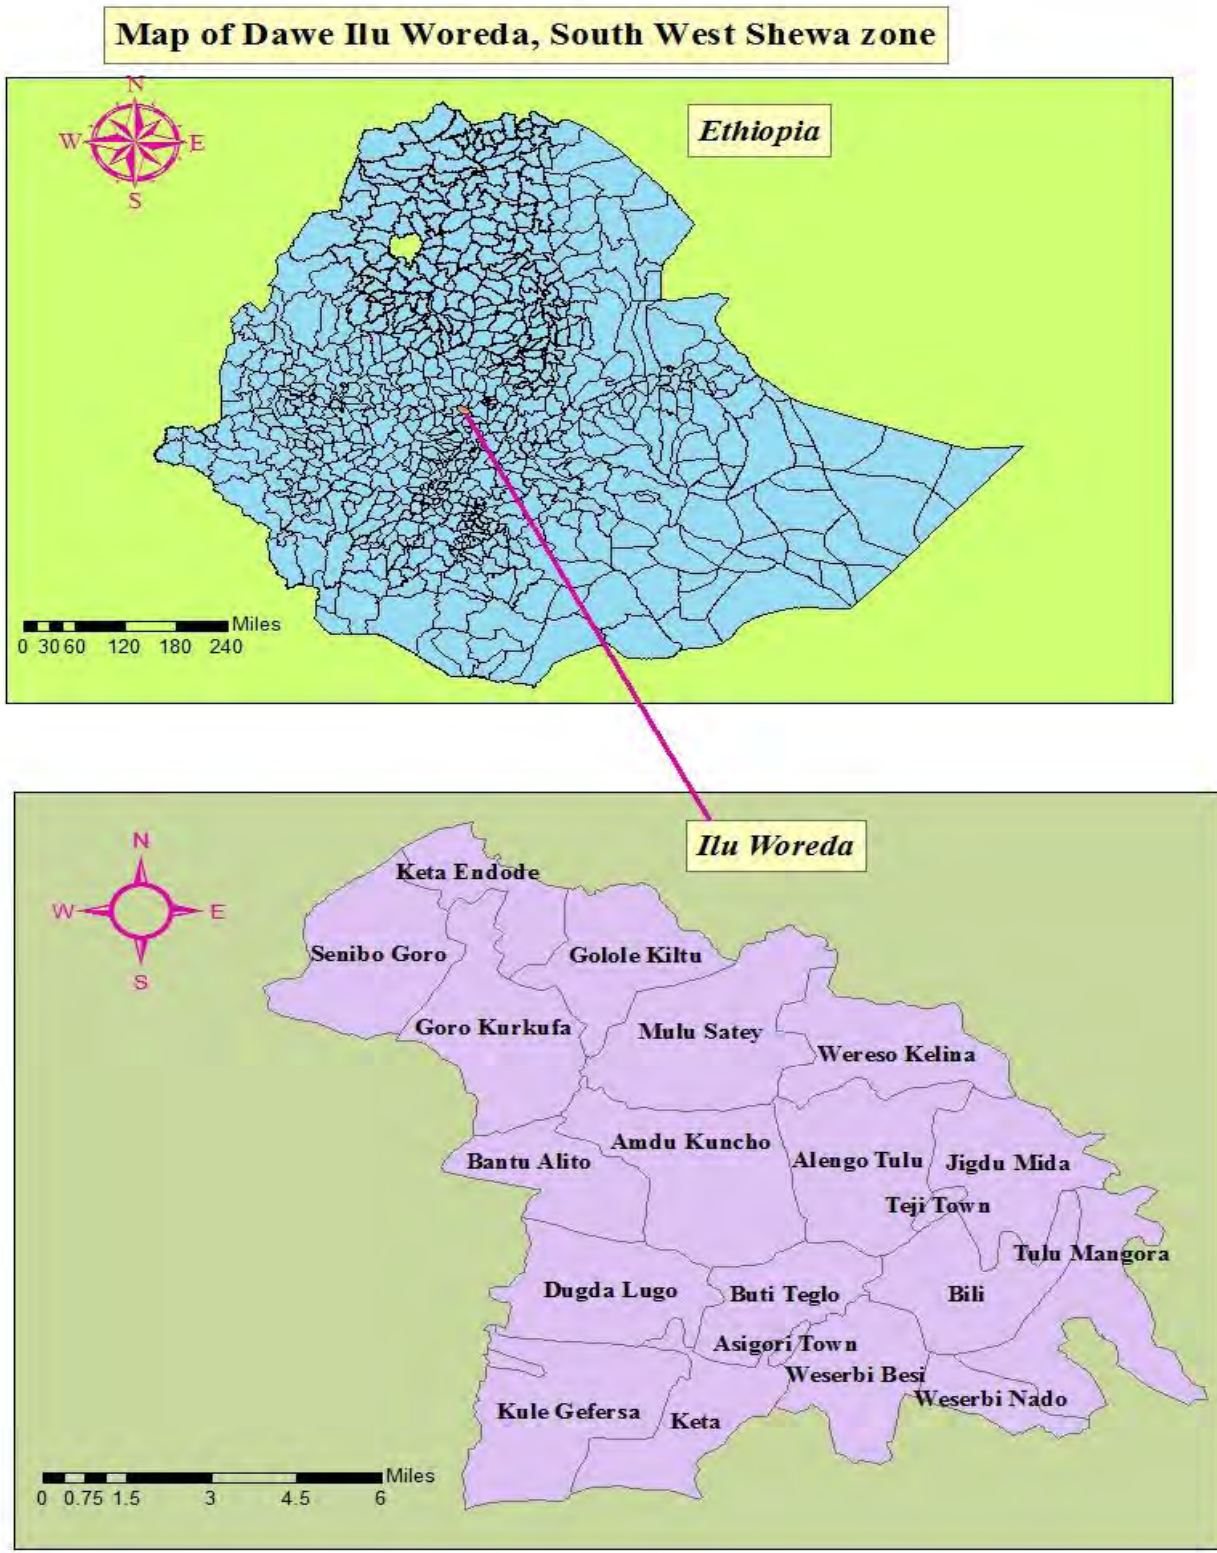 Map of Dawe Ilu Woreda, South West Shewa zone
N
Ethiopia
W E
S
Miles
0 30 60 120 180 240
Ilu Woreda
N
Keta Endode
W E
Senibo Goro Golole Kiltu
S
Goro Kurkufa Mulu Satey
Wereso Kelina
Amdu Kuncho
Bantu Alito Alengo Tulu Jigdu Mida
Teji Town
Tulu Mangora
Dugda Lugo Buti Teglo Bili
Asigori Town
Weserbi Besi
Weserbi Nado
Kule Gefersa Keta
Miles
0 0.75 1.5 3 4.5 6